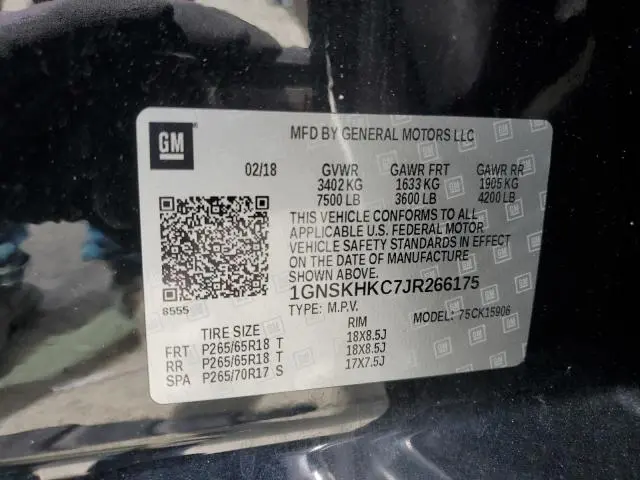 GM
MFD BY GENERAL MOTORS LLC
02/18 GVWR GAWR FRT GAWR RR
3402 KG 1633 KG 1905 KG
7500 LB 3600 LB 4200 LB
THIS VEHICLE CONFORMS TO ALL
APPLICABLE U.S. FEDERAL MOTOR
VEHICLE SAFETY STANDARDS IN EFFECT
ON THE DATE OF MANUFACTURE
1GNSKHKC7JR266175
8555 TYPE: M.P.V. MODEL: 75CK15906
TIRE SIZE RIM
FRT P265/65R18 T 18X8.5J
RR P265/65R18 T 18X8.5J
SPA P265/70R17 S 17X7.5J